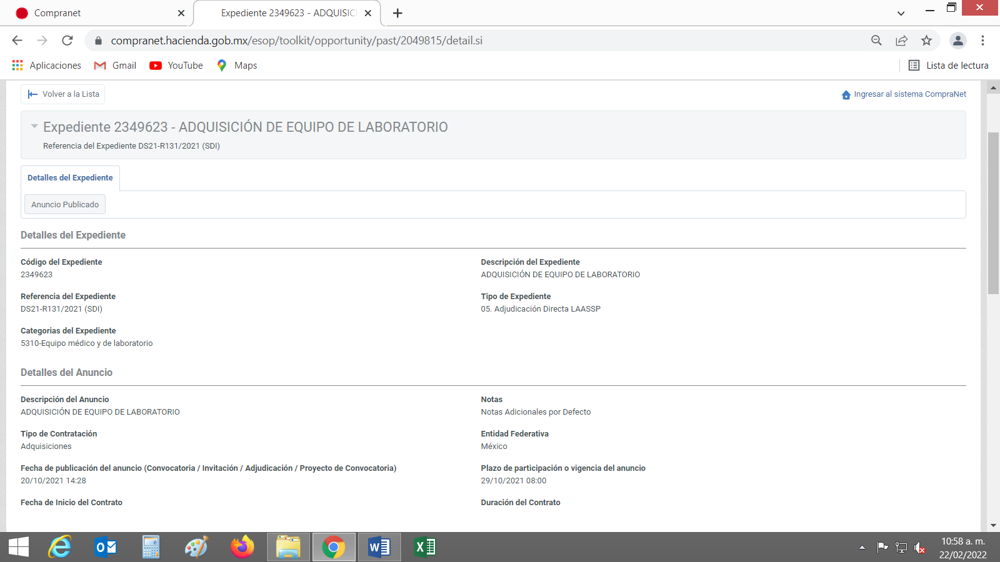 Compranet
Expediente 2349623 - ADQUISIC
compranet.hacienda.gob.mx/esop/toolkit/opportunity/past/2049815/detail.si
Aplicaciones
Gmail
YouTube
Maps
Lista de lectura
Volver a la Lista
Ingresar al sistema CompraNet
Expediente 2349623 - ADQUISICIÓN DE EQUIPO DE LABORATORIO
Referencia del Expediente DS21-R131/2021 (SDI)
Detalles del Expediente
Anuncio Publicado
Detalles del Expediente
Código del Expediente
2349623
Descripción del Expediente
ADQUISICIÓN DE EQUIPO DE LABORATORIO
Referencia del Expediente
DS21-R131/2021 (SDI)
Tipo de Expediente
05. Adjudicación Directa LAASSP
Categorias del Expediente
5310-Equipo médico y de laboratorio
Detalles del Anuncio
Descripción del Anuncio
ADQUISICIÓN DE EQUIPO DE LABORATORIO
Notas
Notas Adicionales por Defecto
Tipo de Contratación
Adquisiciones
Entidad Federativa
México
Fecha de publicación del anuncio (Convocatoria / Invitación / Adjudicación / Proyecto de Convocatoria)
20/10/2021 14:28
Plazo de participación o vigencia del anuncio
29/10/2021 08:00
Fecha de Inicio del Contrato
Duración del Contrato
10:58 a. m.
22/02/2022